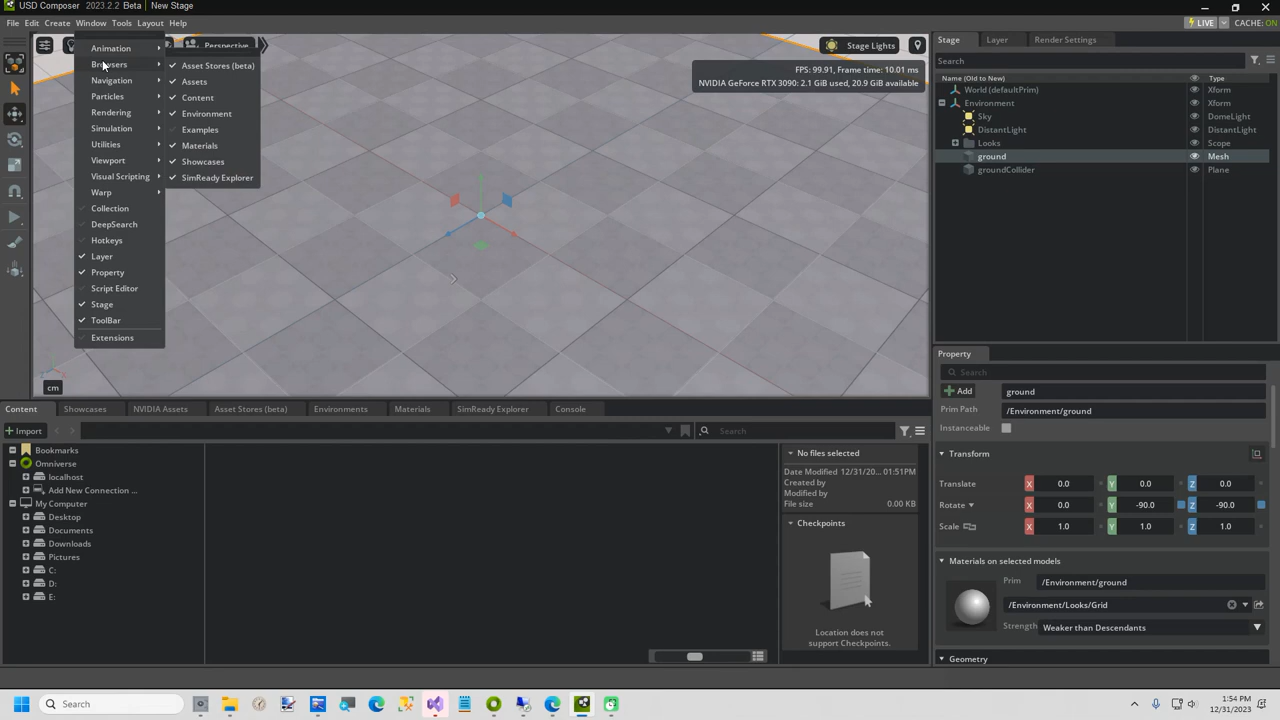 USD Composer 2023.2.2 Beta New Stage
File Edit Create Window Tools Layout Help
LIVE CACHE: ON
Perspective
Stage Lights
FPS: 99.91, Frame time: 10.01 ms
NVIDIA GeForce RTX 3090: 2.1 GiB used, 20.9 GiB available
Animation
Browsers
Navigation
Particles
Rendering
Simulation
Utilities
Viewport
Visual Scripting
Warp
Collection
DeepSearch
Hotkeys
Layer
Property
Script Editor
Stage
ToolBar
Extensions
Asset Stores (beta)
Assets
Content
Environment
Examples
Materials
Showcases
SimReady Explorer
cm
Stage Layer Render Settings
Search
Name (Old to New) Type
World (defaultPrim) Xform
Environment Xform
Sky DomeLight
DistantLight DistantLight
Looks Scope
ground Mesh
groundCollider Plane
Property
Search
Add ground
Prim Path /Environment/ground
Instanceable
Transform
Translate X 0.0 Y 0.0 Z 0.0
Rotate X 0.0 Y -90.0 Z -90.0
Scale X 1.0 Y 1.0 Z 1.0
Materials on selected models
Prim /Environment/ground
/Environment/Looks/Grid
Strength Weaker than Descendants
Geometry
Content Showcases NVIDIA Assets Asset Stores (beta) Environments Materials SimReady Explorer Console
Import Search
Bookmarks
Omniverse
localhost
Add New Connection ...
My Computer
Desktop
Documents
Downloads
Pictures
C:
D:
E:
No files selected
Date Modified 12/31/20... 01:51PM
Created by
Modified by
File size 0.00 KB
Checkpoints
Location does not
support Checkpoints.
Search
1:54 PM
12/31/2023